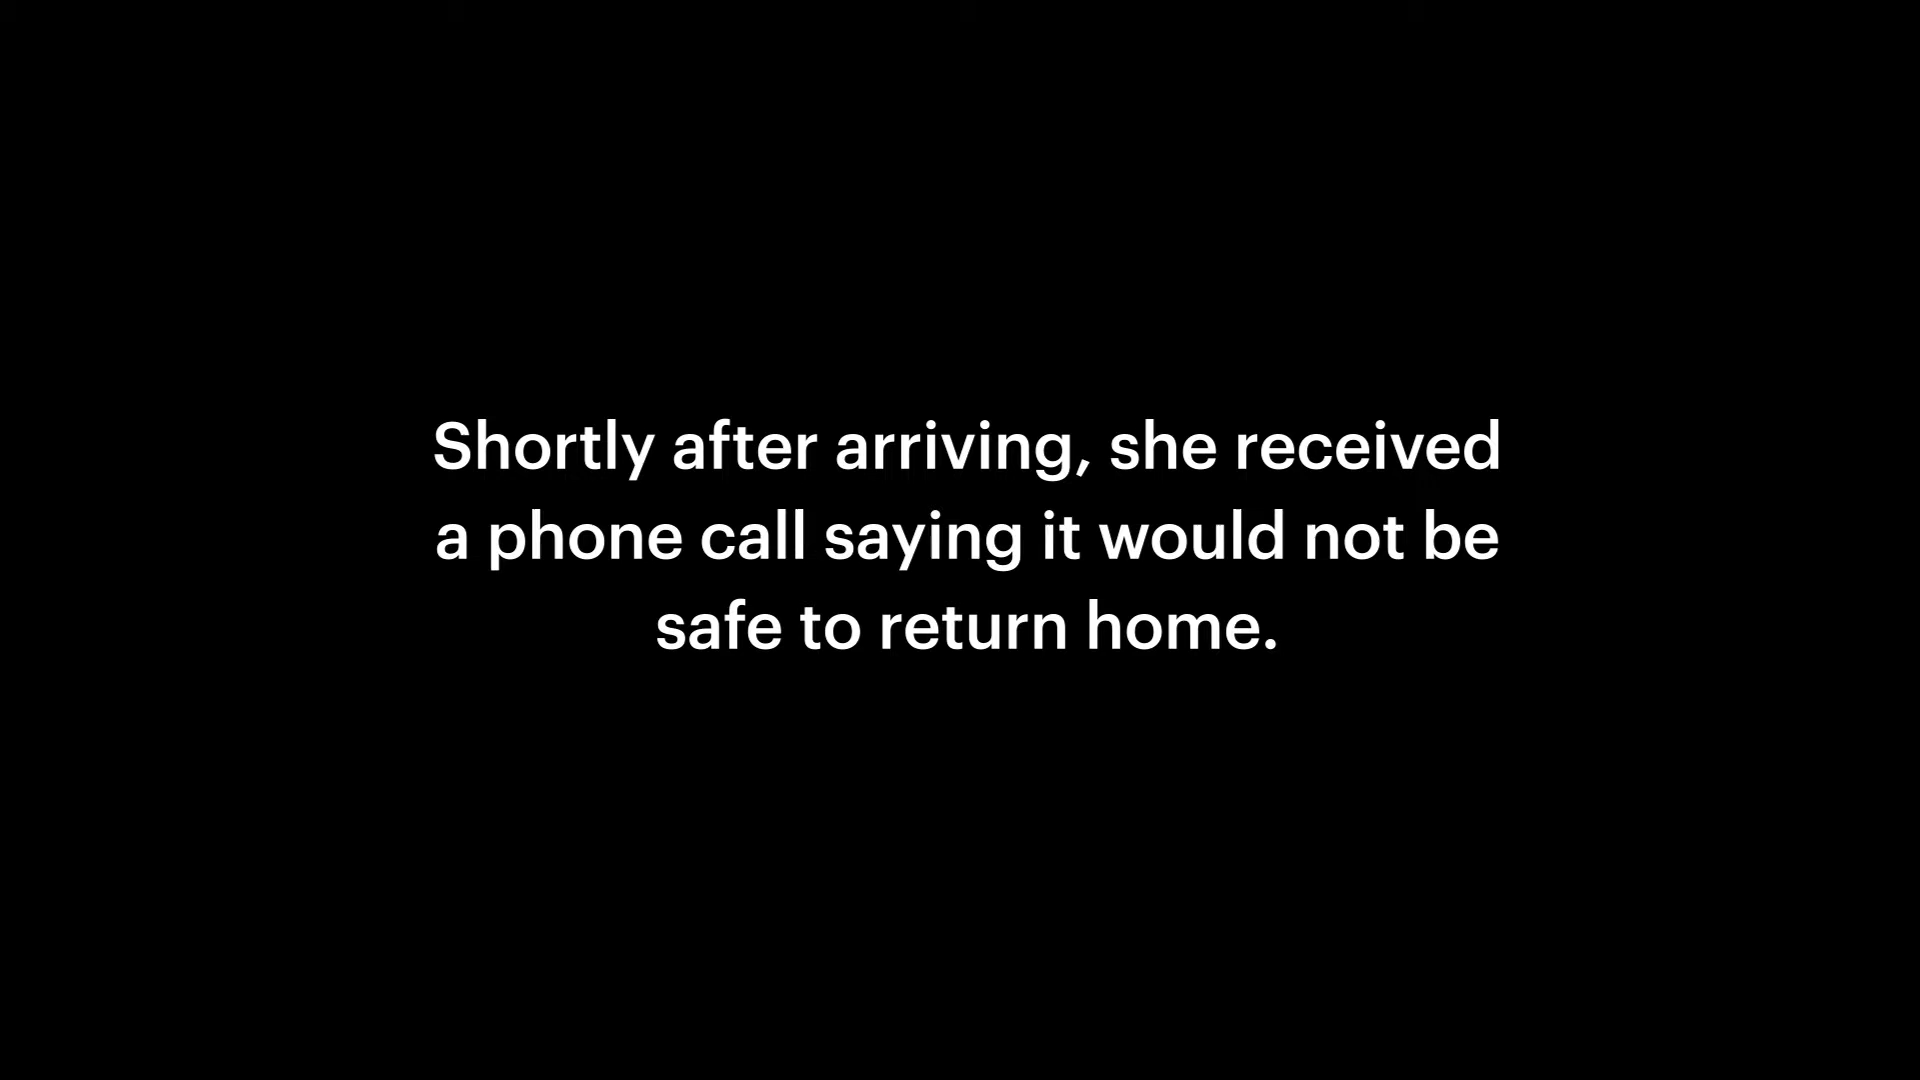 Shortly after arriving, she received
a phone call saying it would not be
safe to return home.